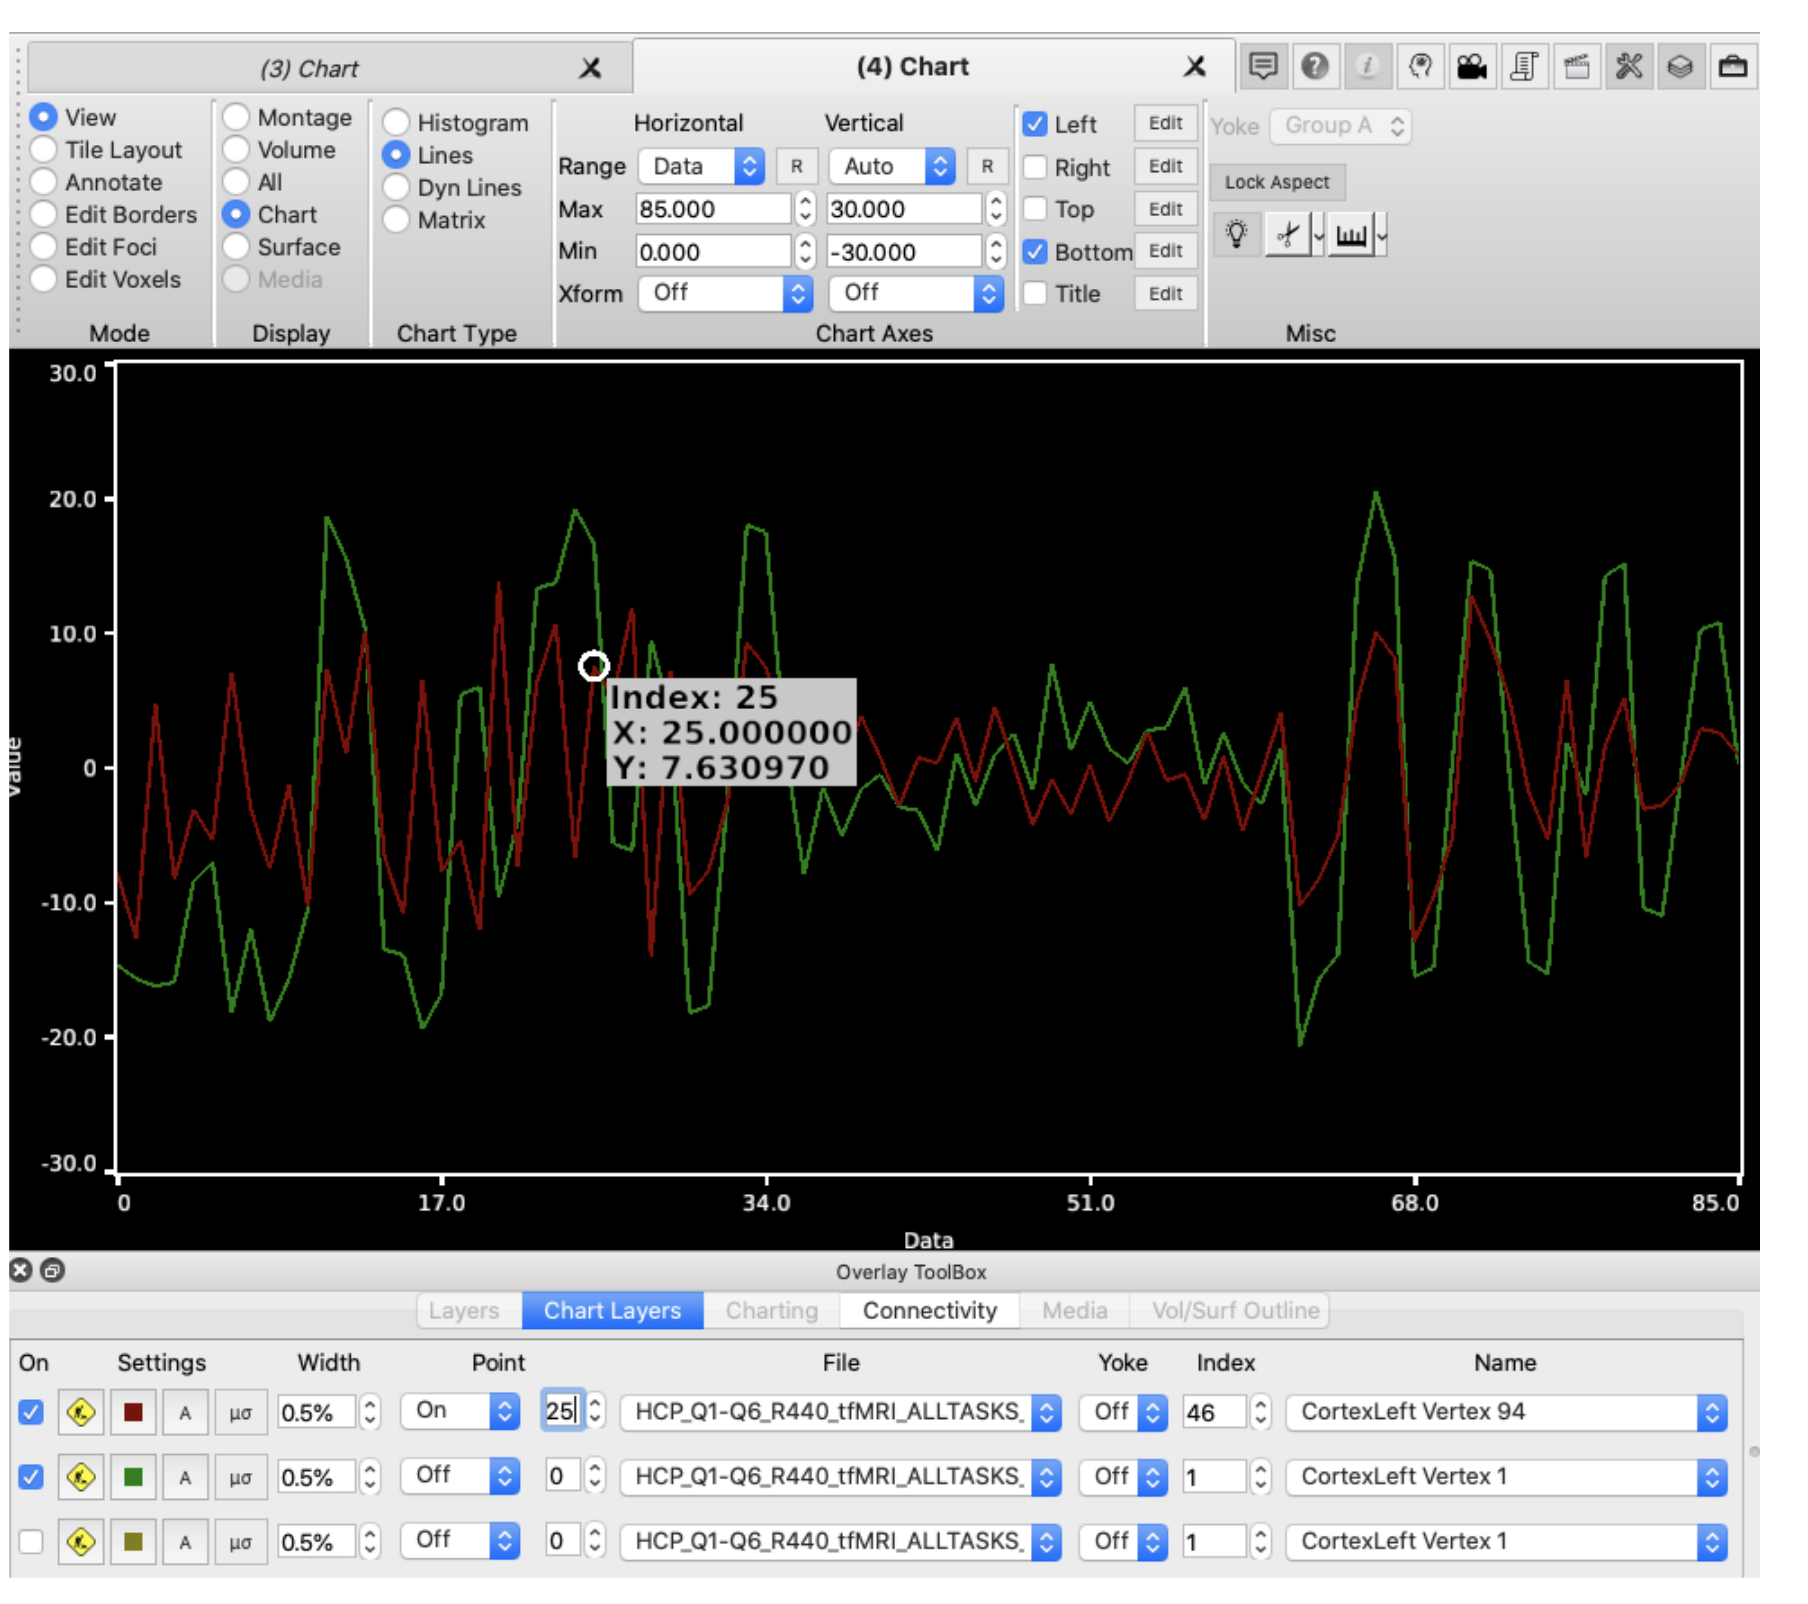 (3) Chart
(4) Chart
View
Tile Layout
Annotate
Edit Borders
Edit Foci
Edit Voxels
Mode
Montage
Volume
All
Chart
Surface
Media
Display
Histogram
Lines
Dyn Lines
Matrix
Chart Type
Horizontal Vertical
Range Data R Auto R
Max 85.000 30.000
Min 0.000 -30.000
Xform Off Off
Left Edit
Right Edit
Top Edit
Bottom Edit
Title Edit
Chart Axes
Yoke Group A
Lock Aspect
Misc
30.0
20.0
10.0
0
-10.0
-20.0
-30.0
Value
Index: 25
X: 25.000000
Y: 7.630970
0 17.0 34.0 51.0 68.0 85.0
Data
Overlay ToolBox
Layers Chart Layers Charting Connectivity Media Vol/Surf Outline
On Settings Width Point File Yoke Index Name
A μσ 0.5% On 25 HCP_Q1-Q6_R440_tfMRI_ALLTASKS_ Off 46 CortexLeft Vertex 94
A μσ 0.5% Off 0 HCP_Q1-Q6_R440_tfMRI_ALLTASKS_ Off 1 CortexLeft Vertex 1
A μσ 0.5% Off 0 HCP_Q1-Q6_R440_tfMRI_ALLTASKS_ Off 1 CortexLeft Vertex 1